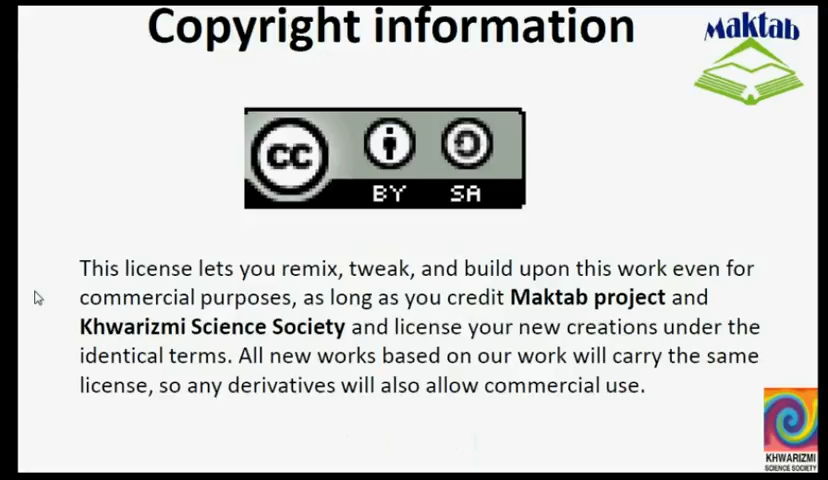 Copyright information
Maktab
CC
BY SA
This license lets you remix, tweak, and build upon this work even for
commercial purposes, as long as you credit Maktab project and
Khwarizmi Science Society and license your new creations under the
identical terms. All new works based on our work will carry the same
license, so any derivatives will also allow commercial use.
KHWARIZMI
SCIENCE SOCIETY